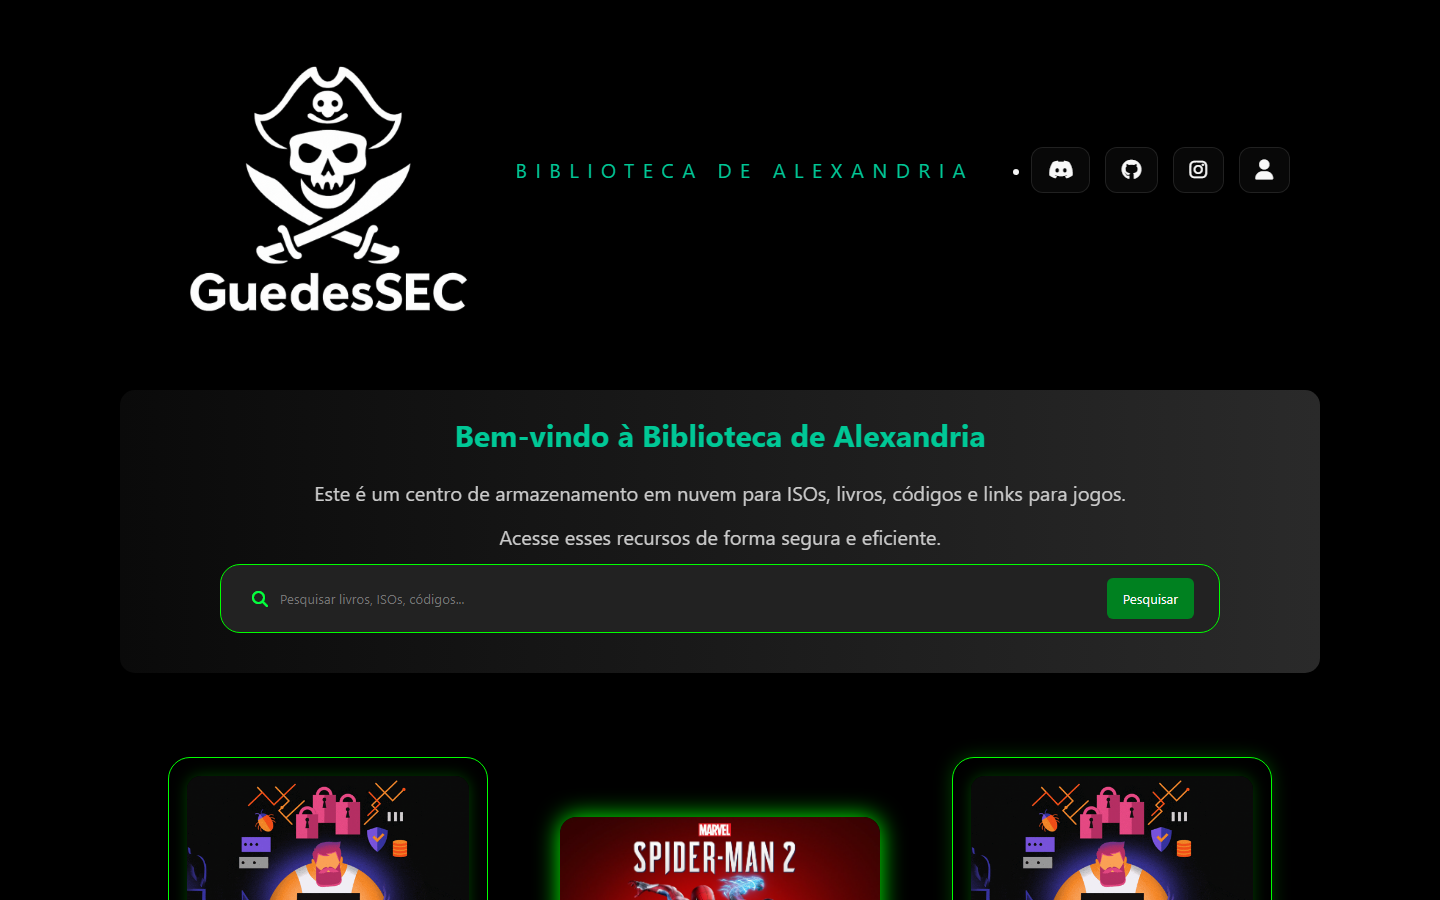 GuedesSEC
BIBLIOTECA DE ALEXANDRIA
Bem-vindo à Biblioteca de Alexandria
Este é um centro de armazenamento em nuvem para ISOs, livros, códigos e links para jogos.
Acesse esses recursos de forma segura e eficiente.
Pesquisar livros, ISOs, códigos...
Pesquisar
MARVEL
SPIDER-MAN 2